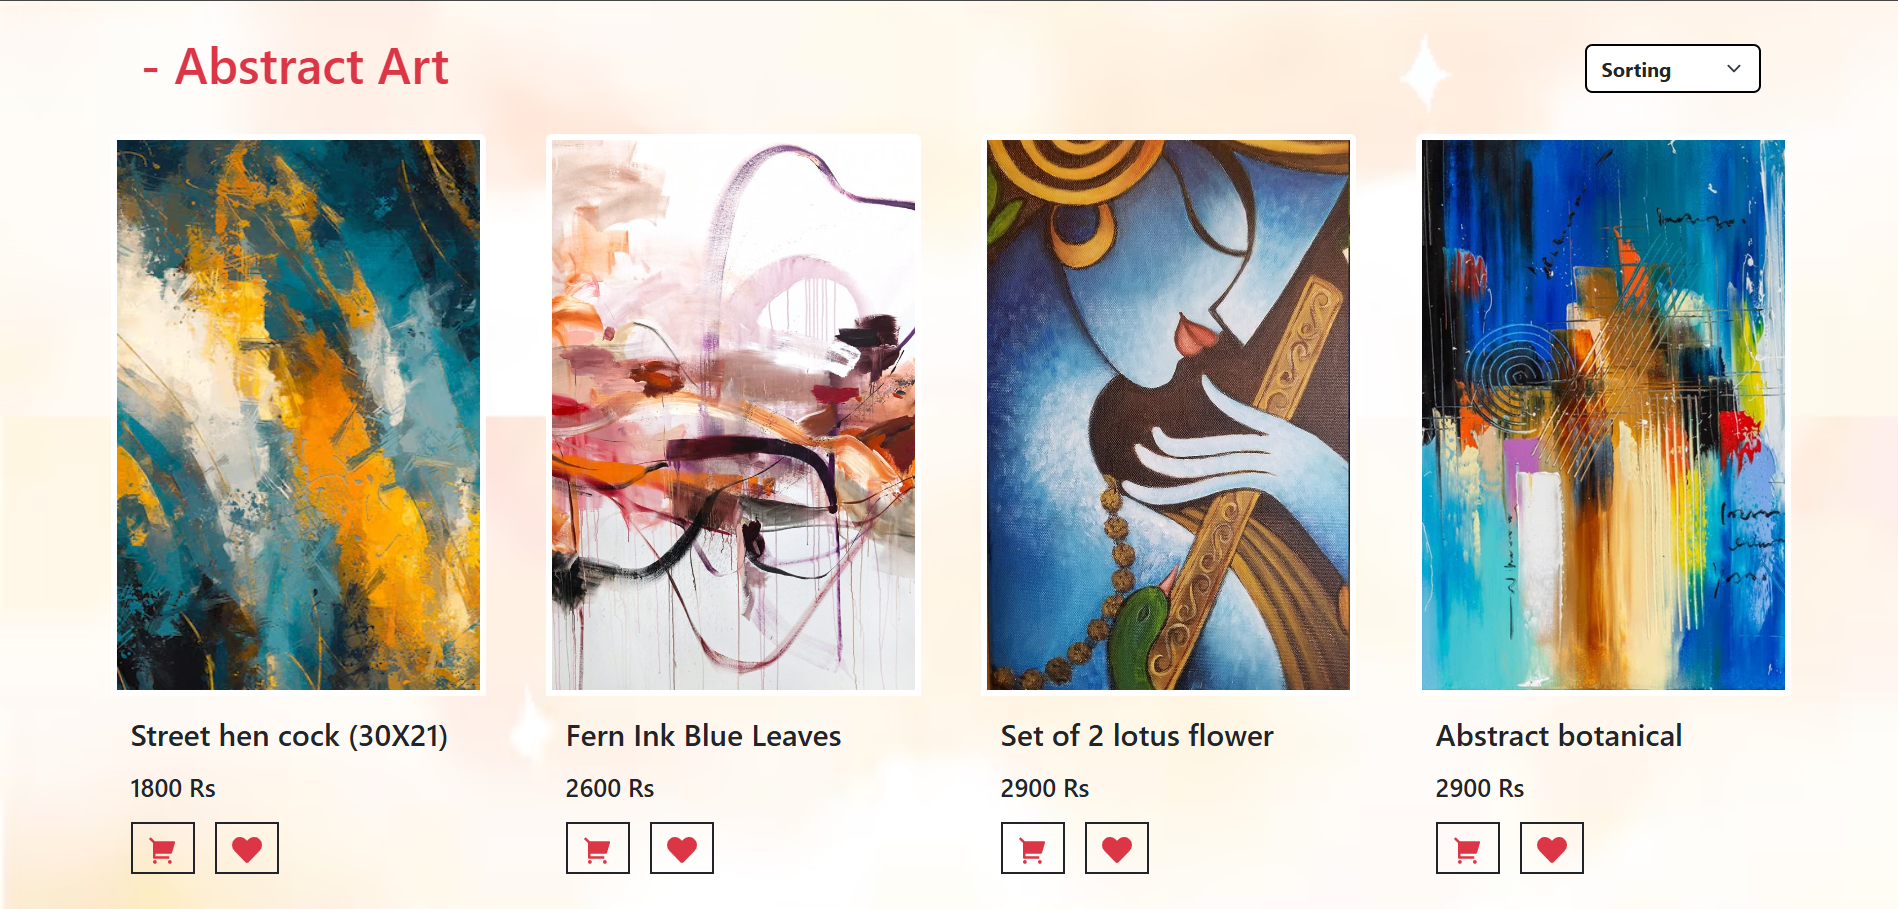 - Abstract Art
Sorting
Street hen cock (30X21)
1800 Rs
Fern Ink Blue Leaves
2600 Rs
Set of 2 lotus flower
2900 Rs
Abstract botanical
2900 Rs